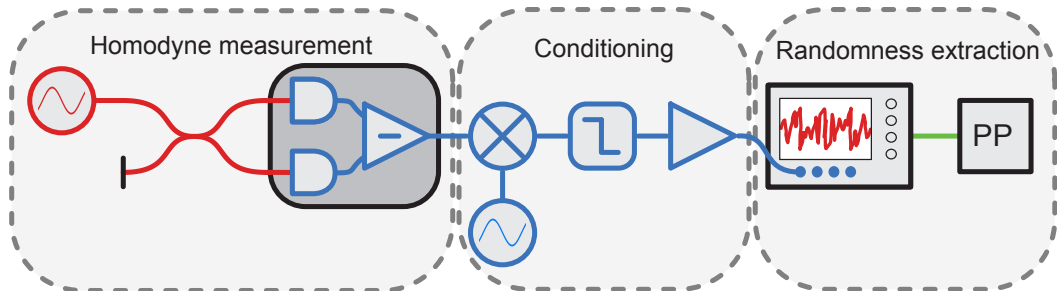 Homodyne measurement
Conditioning
Randomness extraction
PP